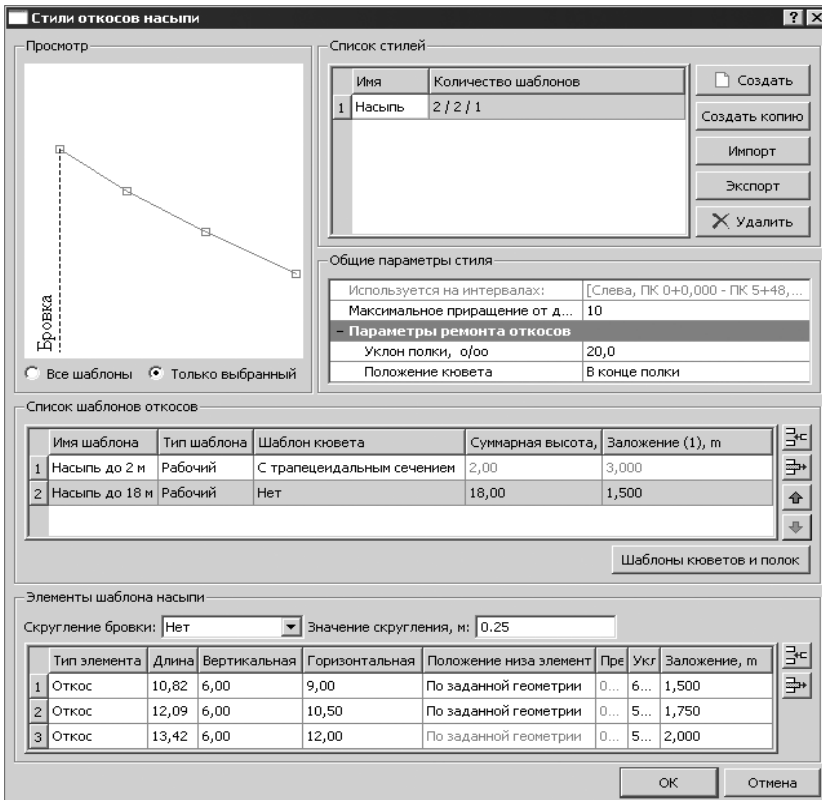 Стили откосов насыпи
Просмотр
Бровка
Все шаблоны Только выбранный
Список стилей
Имя Количество шаблонов
1 Насыпь 2 / 2 / 1
Создать
Создать копию
Импорт
Экспорт
Удалить
Общие параметры стиля
Используется на интервалах: [Слева, ПК 0+0,000 - ПК 5+48,...
Максимальное приращение от д... 10
- Параметры ремонта откосов
Уклон полки, о/оо 20,0
Положение кювета В конце полки
Список шаблонов откосов
Имя шаблона Тип шаблона Шаблон кювета Суммарная высота, Заложение (1), m
1 Насыпь до 2 м Рабочий С трапецеидальным сечением 2,00 3,000
2 Насыпь до 18 м Рабочий Нет 18,00 1,500
Шаблоны кюветов и полок
Элементы шаблона насыпи
Скругление бровки: Нет Значение скругления, м: 0.25
Тип элемента Длина Вертикальная Горизонтальная Положение низа элемент Пре Укл Заложение, m
1 Откос 10,82 6,00 9,00 По заданной геометрии 0... 6... 1,500
2 Откос 12,09 6,00 10,50 По заданной геометрии 0... 5... 1,750
3 Откос 13,42 6,00 12,00 По заданной геометрии 0... 5... 2,000
OK Отмена